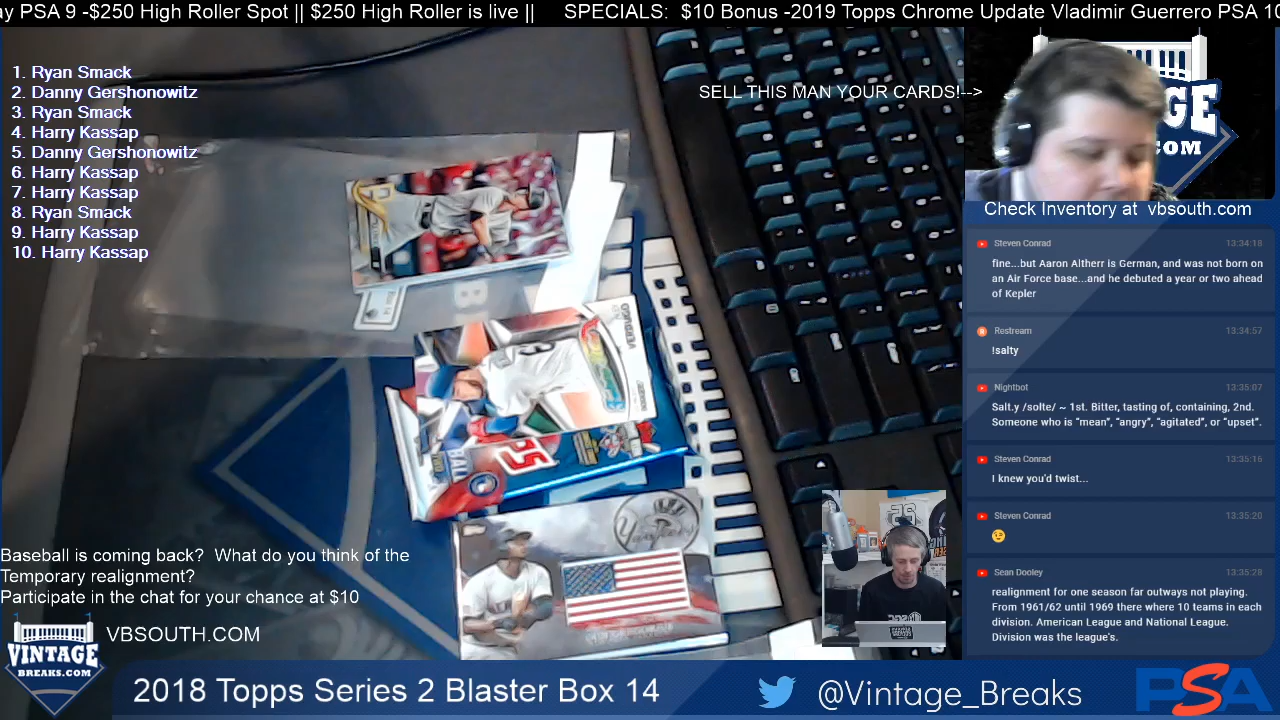 ay PSA 9 -$250 High Roller Spot || $250 High Roller is live || SPECIALS: $10 Bonus -2019 Topps Chrome Update Vladimir Guerrero PSA 10
1. Ryan Smack
2. Danny Gershonowitz
3. Ryan Smack
4. Harry Kassap
5. Danny Gershonowitz
6. Harry Kassap
7. Harry Kassap
8. Ryan Smack
9. Harry Kassap
10. Harry Kassap
SELL THIS MAN YOUR CARDS!-->
Check Inventory at vbsouth.com
Steven Conrad 13:34:18
fine...but Aaron Altherr is German, and was not born on
an Air Force base...and he debuted a year or two ahead
of Kepler
Restream 13:34:57
!salty
Nightbot 13:35:07
Salt.y /solte/ ~ 1st. Bitter, tasting of, containing, 2nd.
Someone who is "mean", "angry", "agitated", or "upset".
Steven Conrad 13:35:16
I knew you'd twist...
Steven Conrad 13:35:20
😉
Sean Dooley 13:35:28
realignment for one season far outways not playing.
From 1961/62 until 1969 there where 10 teams in each
division. American League and National League.
Division was the league's.
VERDUGO
25
BALL
Yankees
Baseball is coming back? What do you think of the
Temporary realignment?
Participate in the chat for your chance at $10
VINTAGE
BREAKS.COM
VBSOUTH.COM
2018 Topps Series 2 Blaster Box 14
@Vintage_Breaks
PSA